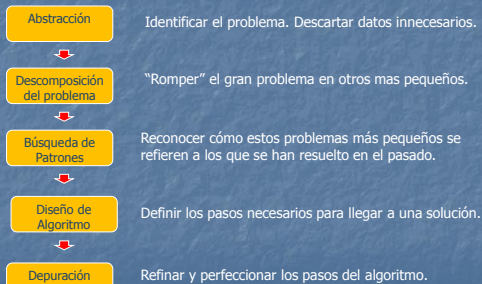 Abstracción
Identificar el problema. Descartar datos innecesarios.
Descomposición
del problema
“Romper” el gran problema en otros mas pequeños.
Búsqueda de
Patrones
Reconocer cómo estos problemas más pequeños se
refieren a los que se han resuelto en el pasado.
Diseño de
Algoritmo
Definir los pasos necesarios para llegar a una solución.
Depuración
Refinar y perfeccionar los pasos del algoritmo.